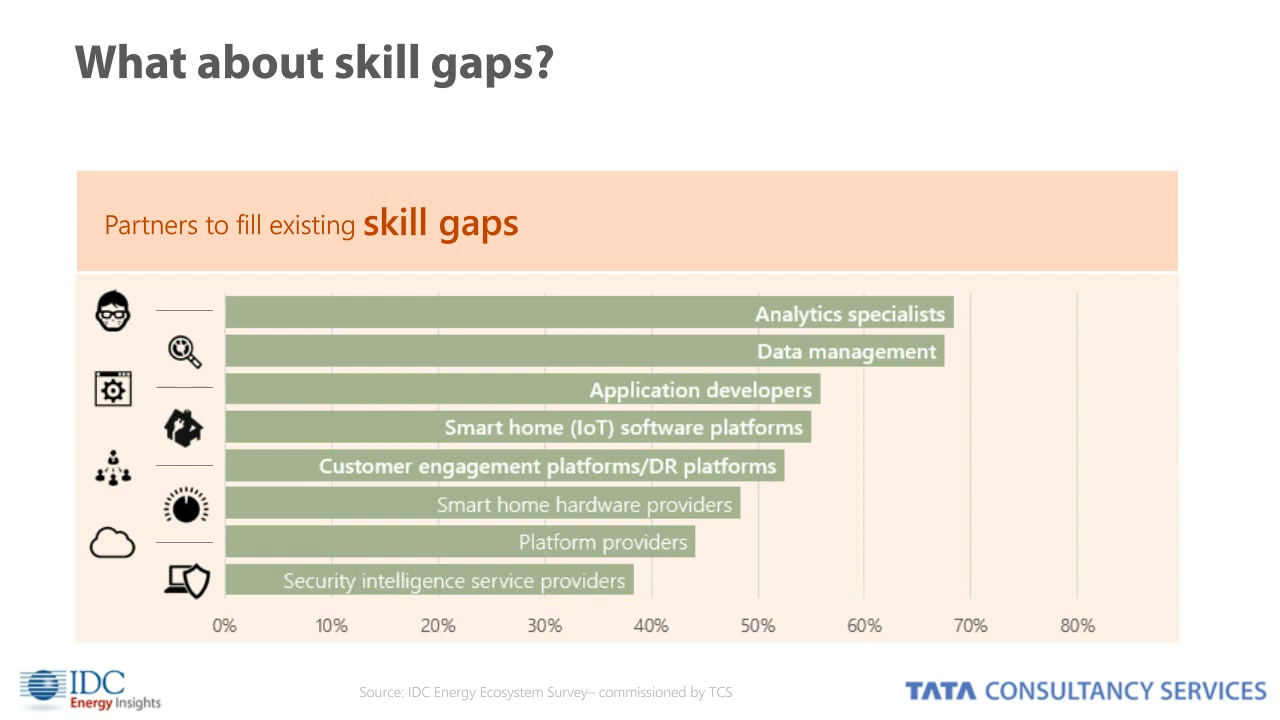 What about skill gaps?
Partners to fill existing skill gaps
Analytics specialists
Data management
Application developers
Smart home (IoT) software platforms
Customer engagement platforms/DR platforms
Smart home hardware providers
Platform providers
Security intelligence service providers
0% 10% 20% 30% 40% 50% 60% 70% 80%
IDC
Energy Insights
Source: IDC Energy Ecosystem Survey– commissioned by TCS
TATA CONSULTANCY SERVICES